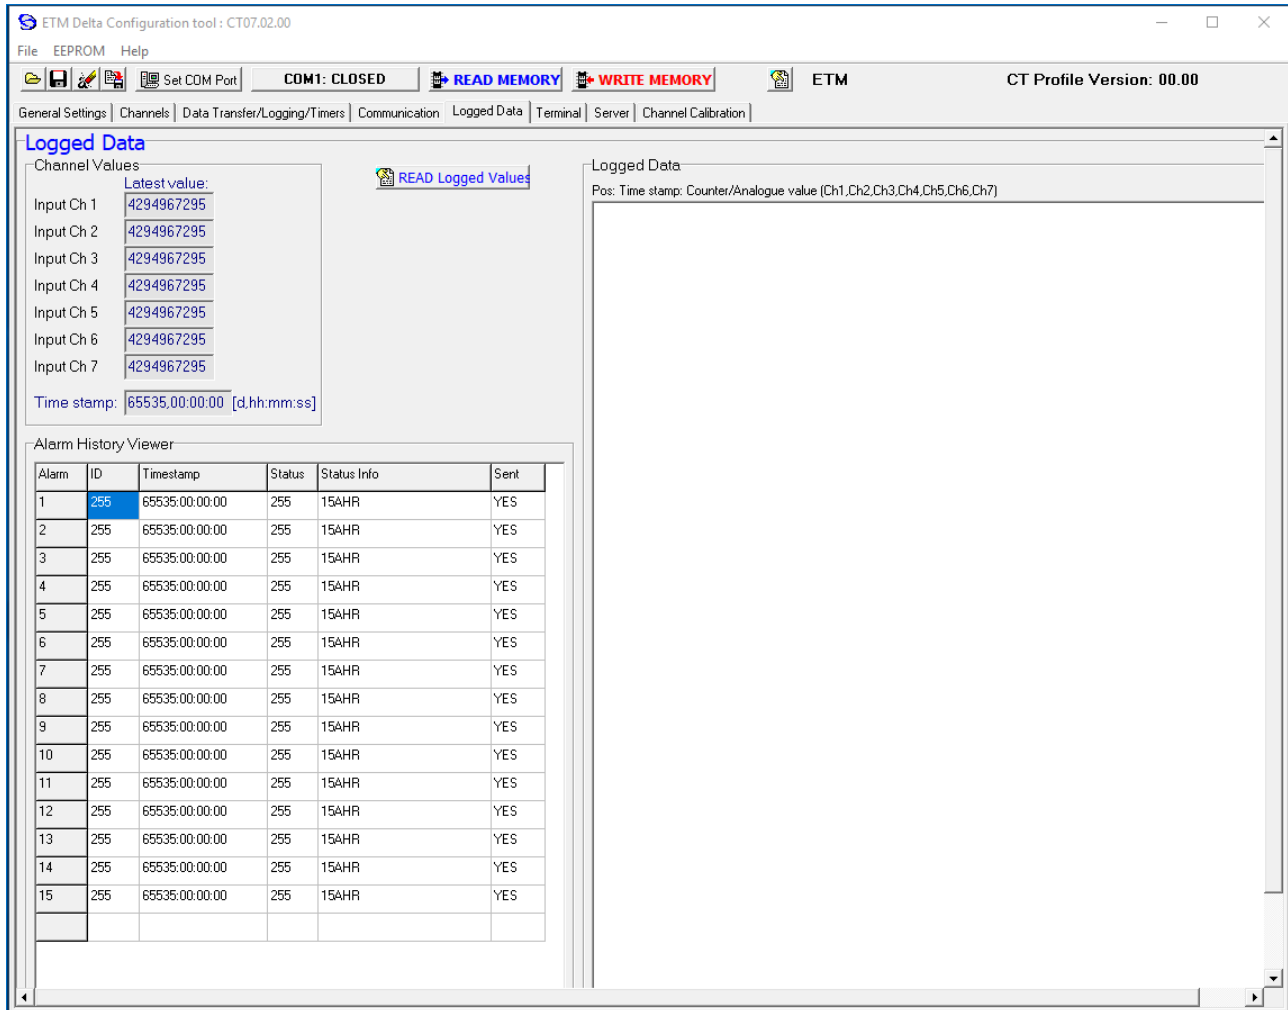 ETM Delta Configuration tool : CT07.02.00
File EEPROM Help
Set COM Port COM1: CLOSED READ MEMORY WRITE MEMORY ETM CT Profile Version: 00.00
General Settings Channels Data Transfer/Logging/Timers Communication Logged Data Terminal Server Channel Calibration
Logged Data
Channel Values
Latest value:
Input Ch 1 4294967295
Input Ch 2 4294967295
Input Ch 3 4294967295
Input Ch 4 4294967295
Input Ch 5 4294967295
Input Ch 6 4294967295
Input Ch 7 4294967295
Time stamp: 65535,00:00:00 [d,hh:mm:ss]
READ Logged Values
Logged Data
Pos: Time stamp: Counter/Analogue value (Ch1,Ch2,Ch3,Ch4,Ch5,Ch6,Ch7)
Alarm History Viewer
Alarm ID Timestamp Status Status Info Sent
1 255 65535:00:00:00 255 15AHR YES
2 255 65535:00:00:00 255 15AHR YES
3 255 65535:00:00:00 255 15AHR YES
4 255 65535:00:00:00 255 15AHR YES
5 255 65535:00:00:00 255 15AHR YES
6 255 65535:00:00:00 255 15AHR YES
7 255 65535:00:00:00 255 15AHR YES
8 255 65535:00:00:00 255 15AHR YES
9 255 65535:00:00:00 255 15AHR YES
10 255 65535:00:00:00 255 15AHR YES
11 255 65535:00:00:00 255 15AHR YES
12 255 65535:00:00:00 255 15AHR YES
13 255 65535:00:00:00 255 15AHR YES
14 255 65535:00:00:00 255 15AHR YES
15 255 65535:00:00:00 255 15AHR YES